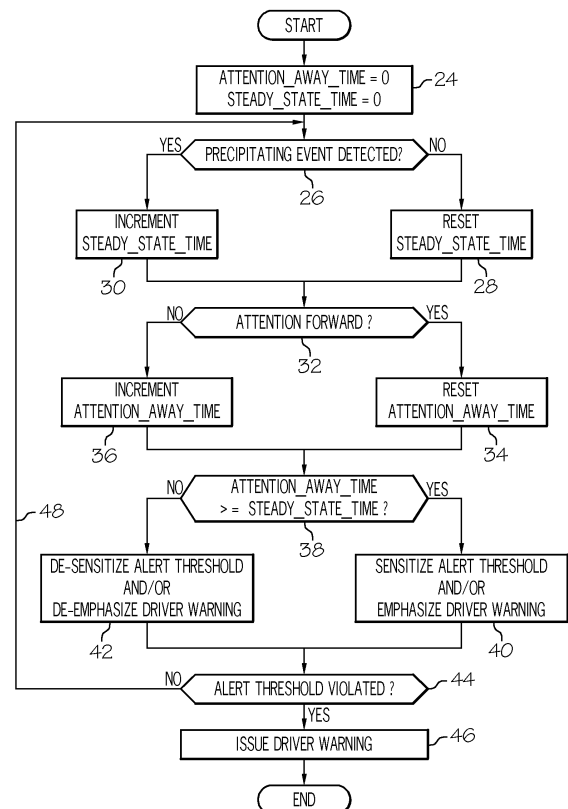 START
ATTENTION_AWAY_TIME = 0
STEADY_STATE_TIME = 0
24
YES
PRECIPITATING EVENT DETECTED?
NO
26
INCREMENT
STEADY_STATE_TIME
30
RESET
STEADY_STATE_TIME
28
NO
ATTENTION FORWARD ?
YES
32
INCREMENT
ATTENTION_AWAY_TIME
36
RESET
ATTENTION_AWAY_TIME
34
NO
ATTENTION_AWAY_TIME
>= STEADY_STATE_TIME ?
YES
38
48
DE-SENSITIZE ALERT THRESHOLD
AND/OR
DE-EMPHASIZE DRIVER WARNING
42
SENSITIZE ALERT THRESHOLD
AND/OR
EMPHASIZE DRIVER WARNING
40
NO
ALERT THRESHOLD VIOLATED ?
44
YES
ISSUE DRIVER WARNING
46
END